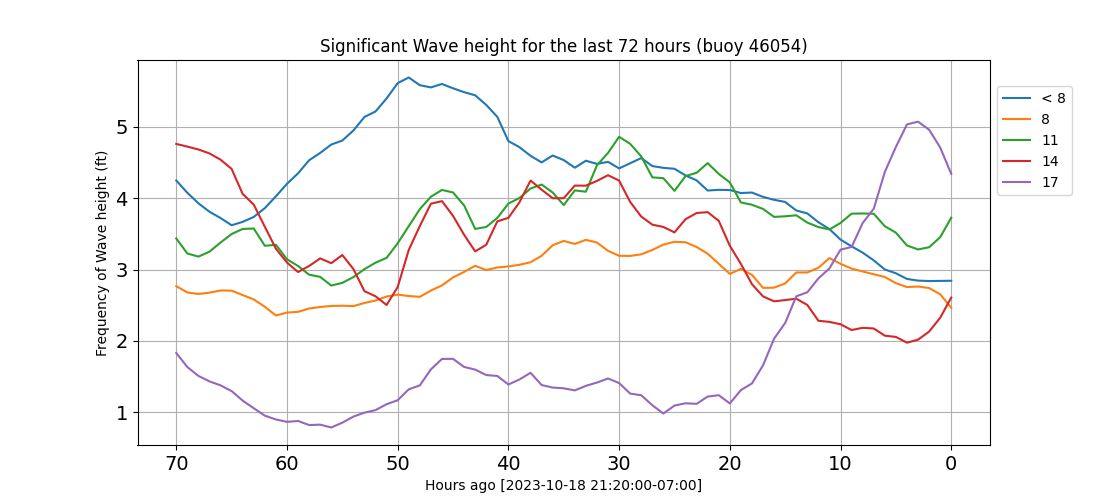 Significant Wave height for the last 72 hours (buoy 46054)
Frequency of Wave height (ft)
5
4
3
2
1
70 60 50 40 30 20 10 0
Hours ago [2023-10-18 21:20:00-07:00]
< 8
8
11
14
17